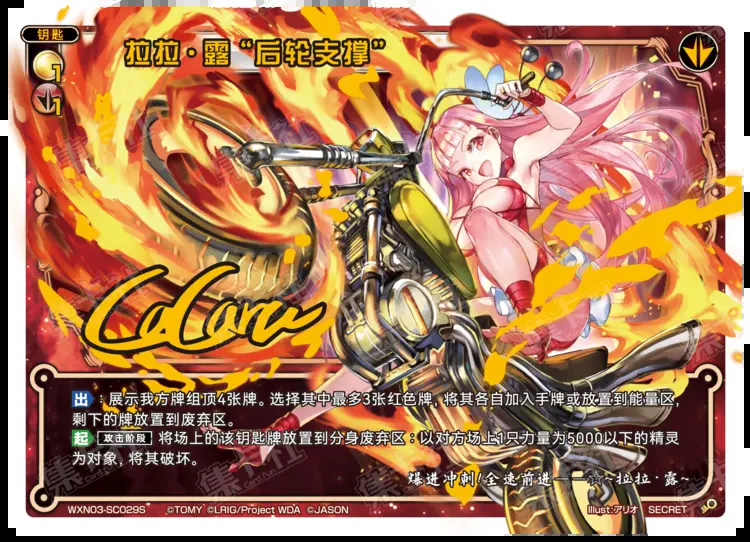 钥匙
拉拉·露“后轮支撑”
1
1
LaLaru
出：展示我方牌组顶4张牌。选择其中最多3张红色牌，将其各自加入手牌或放置到能量区，
剩下的牌放置到废弃区。
起 攻击阶段 将场上的该钥匙牌放置到分身废弃区：以对方场上1只力量为5000以下的精灵
为对象，将其破坏。
爆进冲刺!全速前进——☆~拉拉·露~
WXN03-SC029S ©TOMY ©LRIG/Project WDA ©JASON Illust:アリオ SECRET